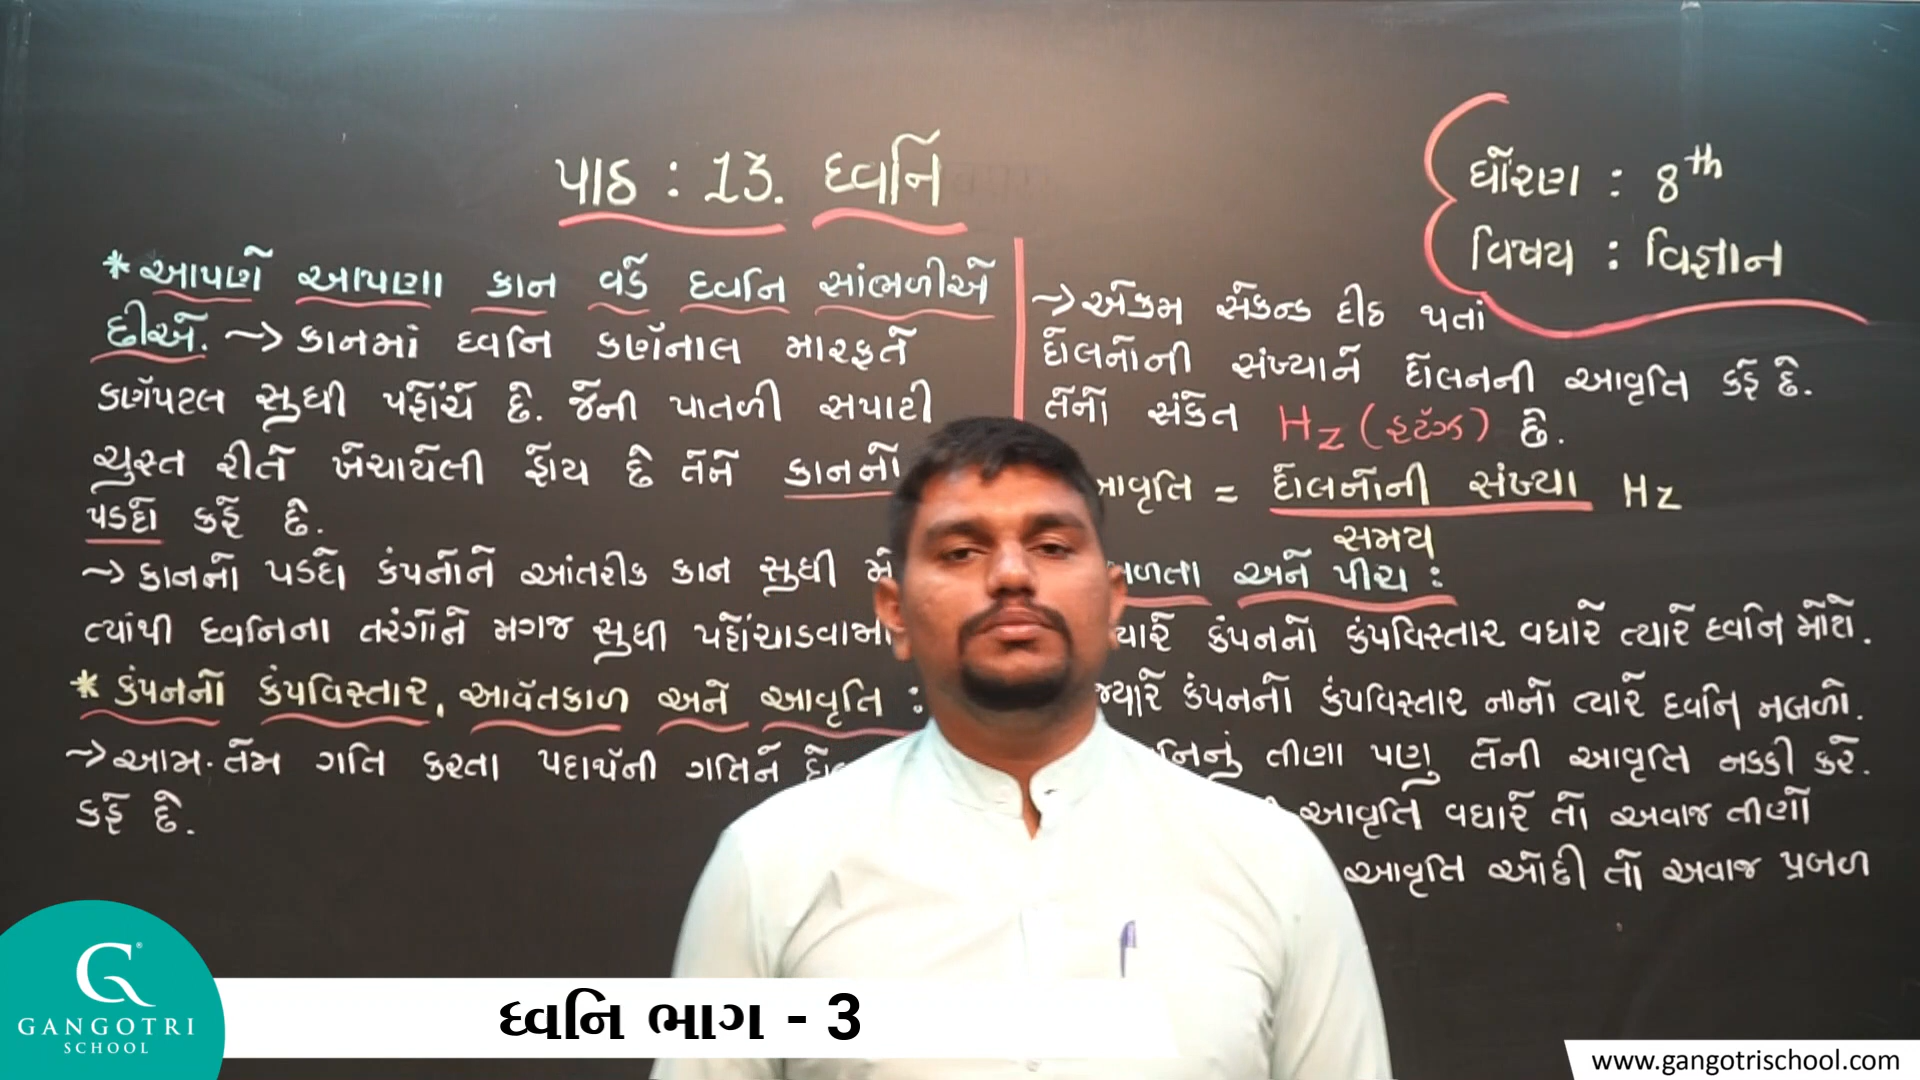 પાઠ : 13. ધ્વનિ
ધોરણ : 8th
વિષય : વિજ્ઞાન
* આપણે આપણા કાન વડે ધ્વનિ સાંભળીએ
છીએ. → કાનમાં ધ્વનિ કર્ણનાલ મારફતે
કર્ણપટલ સુધી પહોંચે છે. જેની પાતળી સપાટી
ચુસ્ત રીતે ખેંચાયેલી હોય છે તેને કાનનો
પડદો કહે છે.
→ કાનનો પડદો કંપનોને આંતરીક કાન સુધી
ત્યાંથી ધ્વનિના તરંગોને મગજ સુધી પહોંચાડવામાં
* કંપનનો કંપવિસ્તાર, આવર્તકાળ અને આવૃતિ :
→ આમ-તેમ ગતિ કરતા પદાર્થની ગતિને
કહે છે.
→ એકમ સેકન્ડ દીઠ થતાં
દોલનોની સંખ્યાને દોલનની આવૃતિ કહે છે.
તેનો સંકેત Hz (હર્ટઝ) છે.
આવૃતિ = દોલનોની સંખ્યા Hz
સમય
અને પીચ :
કંપનનો કંપવિસ્તાર વધારે ત્યારે ધ્વનિ મોટો.
જ્યારે કંપનનો કંપવિસ્તાર નાનો ત્યારે ધ્વનિ નબળો.
તીણા પણુ તેની આવૃતિ નક્કી કરે.
આવૃતિ વધારે તો અવાજ તીણો
આવૃતિ ઓછી તો અવાજ પ્રબળ
G®
GANGOTRI
SCHOOL
ધ્વનિ ભાગ - 3
www.gangotrischool.com